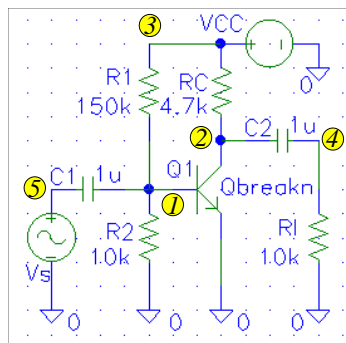 3 VCC
R1 RC 0
150k 4.7k
2 C2 1u 4
5 C1 1u Q1 Qbreakn
1
R2 Rl
1.0k 1.0k
Vs
0 0 0 0